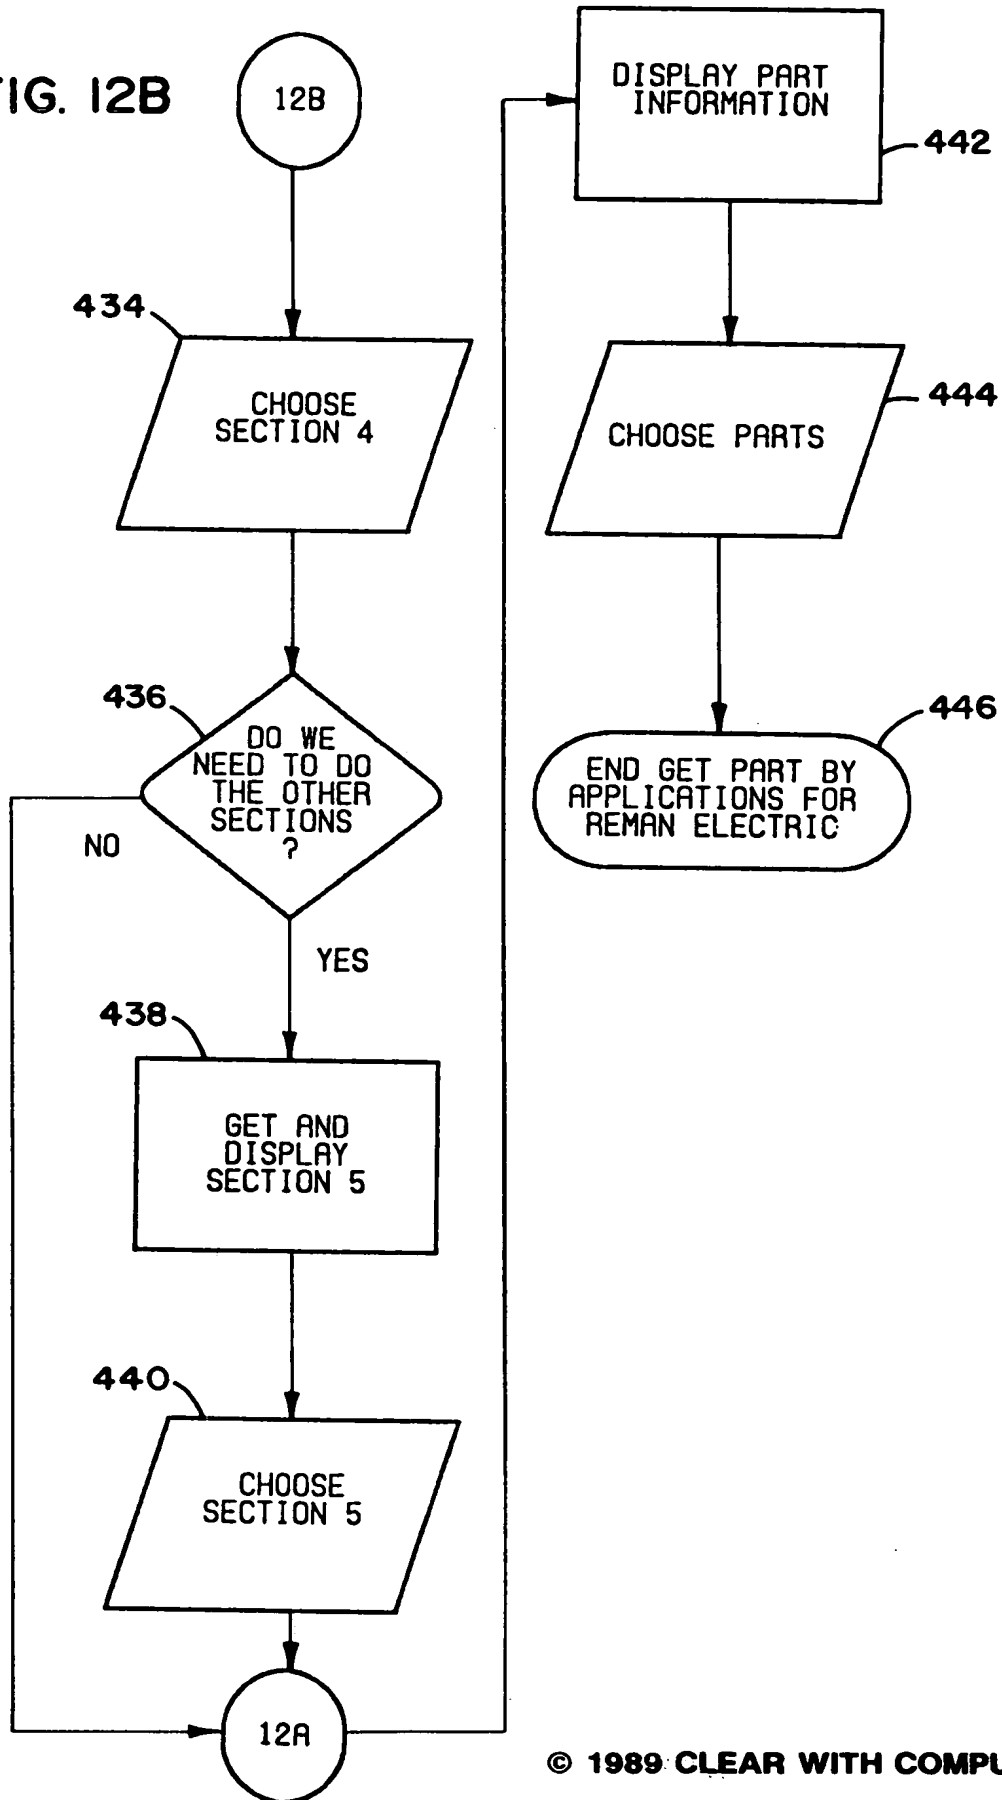 FIG. 12B
12B
434
CHOOSE
SECTION 4
436
DO WE
NEED TO DO
THE OTHER
SECTIONS
?
NO
YES
438
GET AND
DISPLAY
SECTION 5
440
CHOOSE
SECTION 5
12A
DISPLAY PART
INFORMATION
442
444
CHOOSE PARTS
446
END GET PART BY
APPLICATIONS FOR
REMAN ELECTRIC
© 1989 CLEAR WITH COMPU